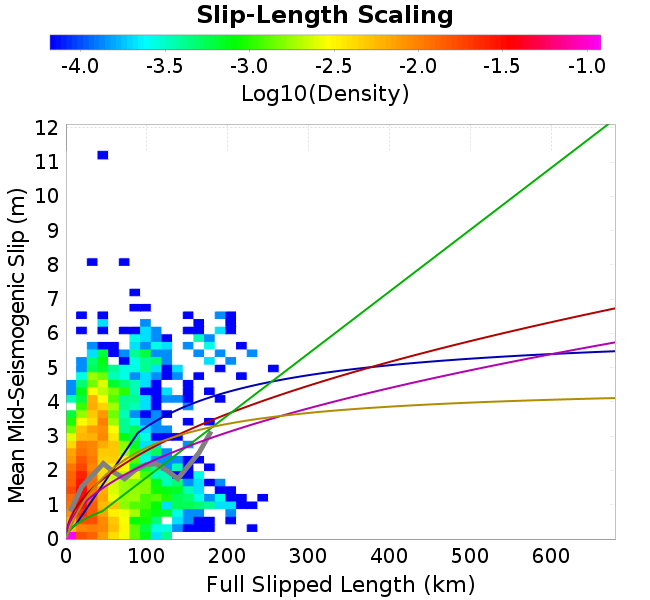 Slip-Length Scaling
-4.0 -3.5 -3.0 -2.5 -2.0 -1.5 -1.0
Log10(Density)
12
11
10
9
8
7
6
5
4
3
2
1
0
Mean Mid-Seismogenic Slip (m)
0 100 200 300 400 500 600
Full Slipped Length (km)